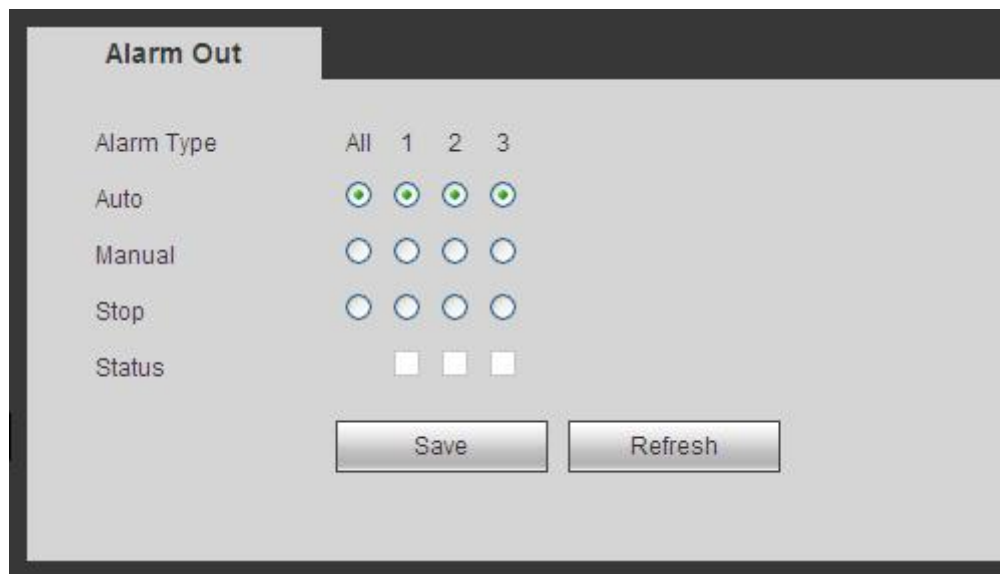 Alarm Out
Alarm Type All 1 2 3
Auto
Manual
Stop
Status
Save Refresh